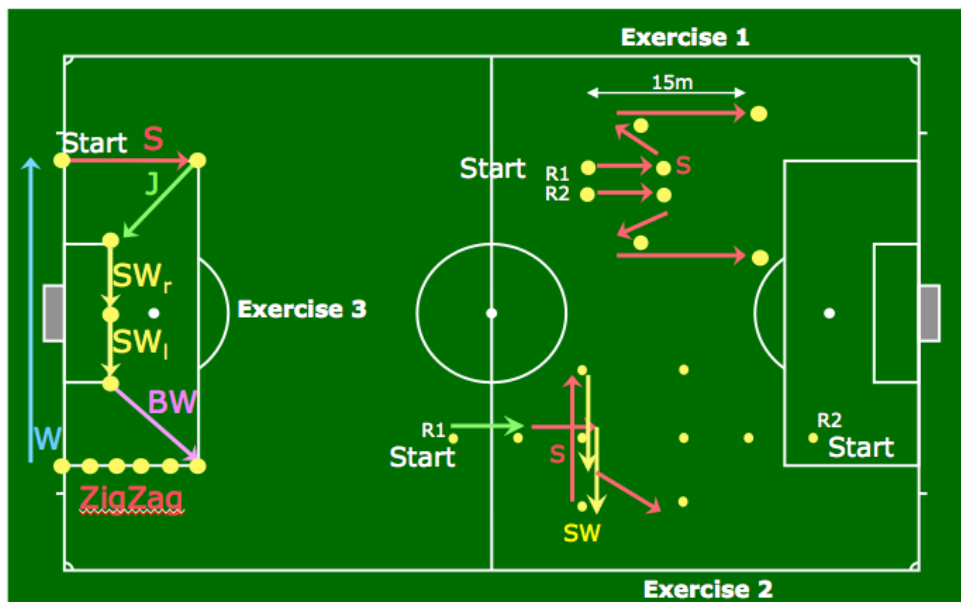 Exercise 1
15m
Start S
Start R1 S
R2
J
SWr
Exercise 3
SWl
BW
W
R1
Start
R2
Start
S
ZigZag
SW
Exercise 2